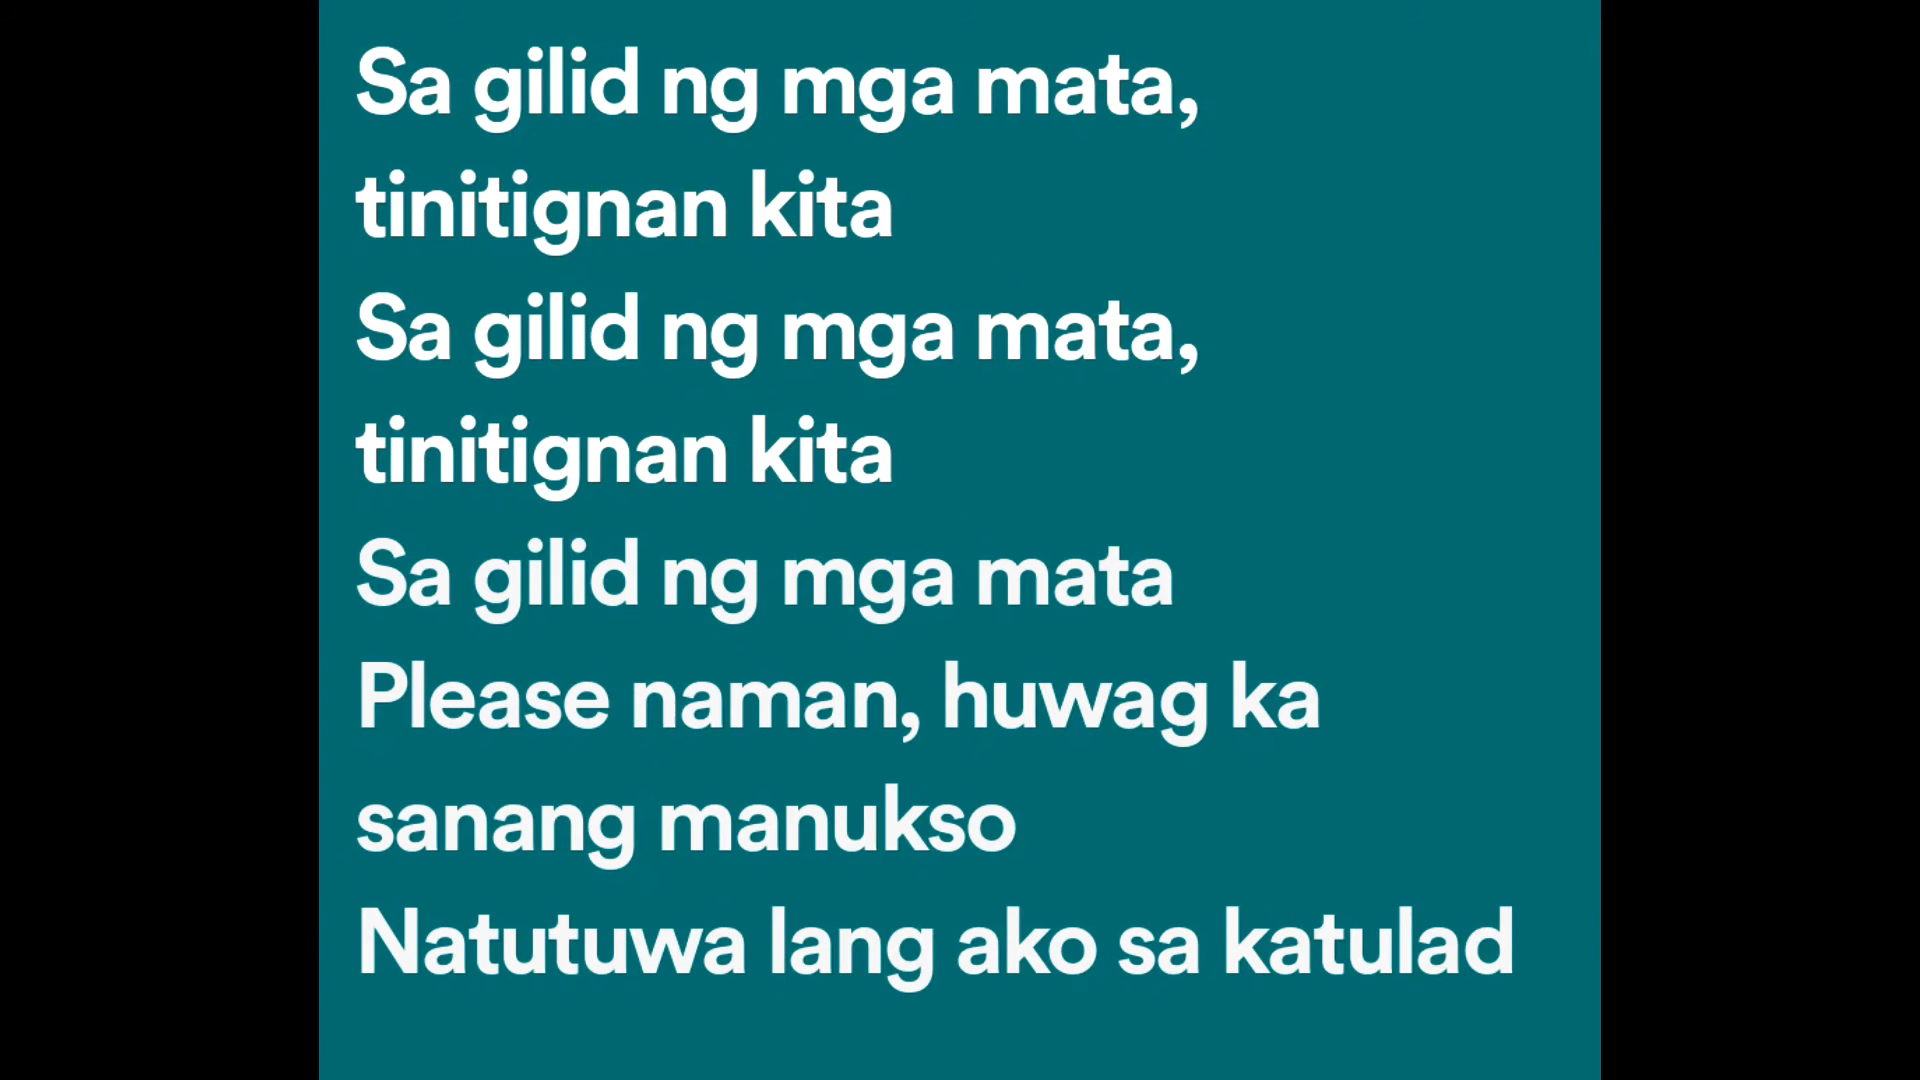 Sa gilid ng mga mata,
tinitignan kita
Sa gilid ng mga mata,
tinitignan kita
Sa gilid ng mga mata
Please naman, huwag ka
sanang manukso
Natutuwa lang ako sa katulad